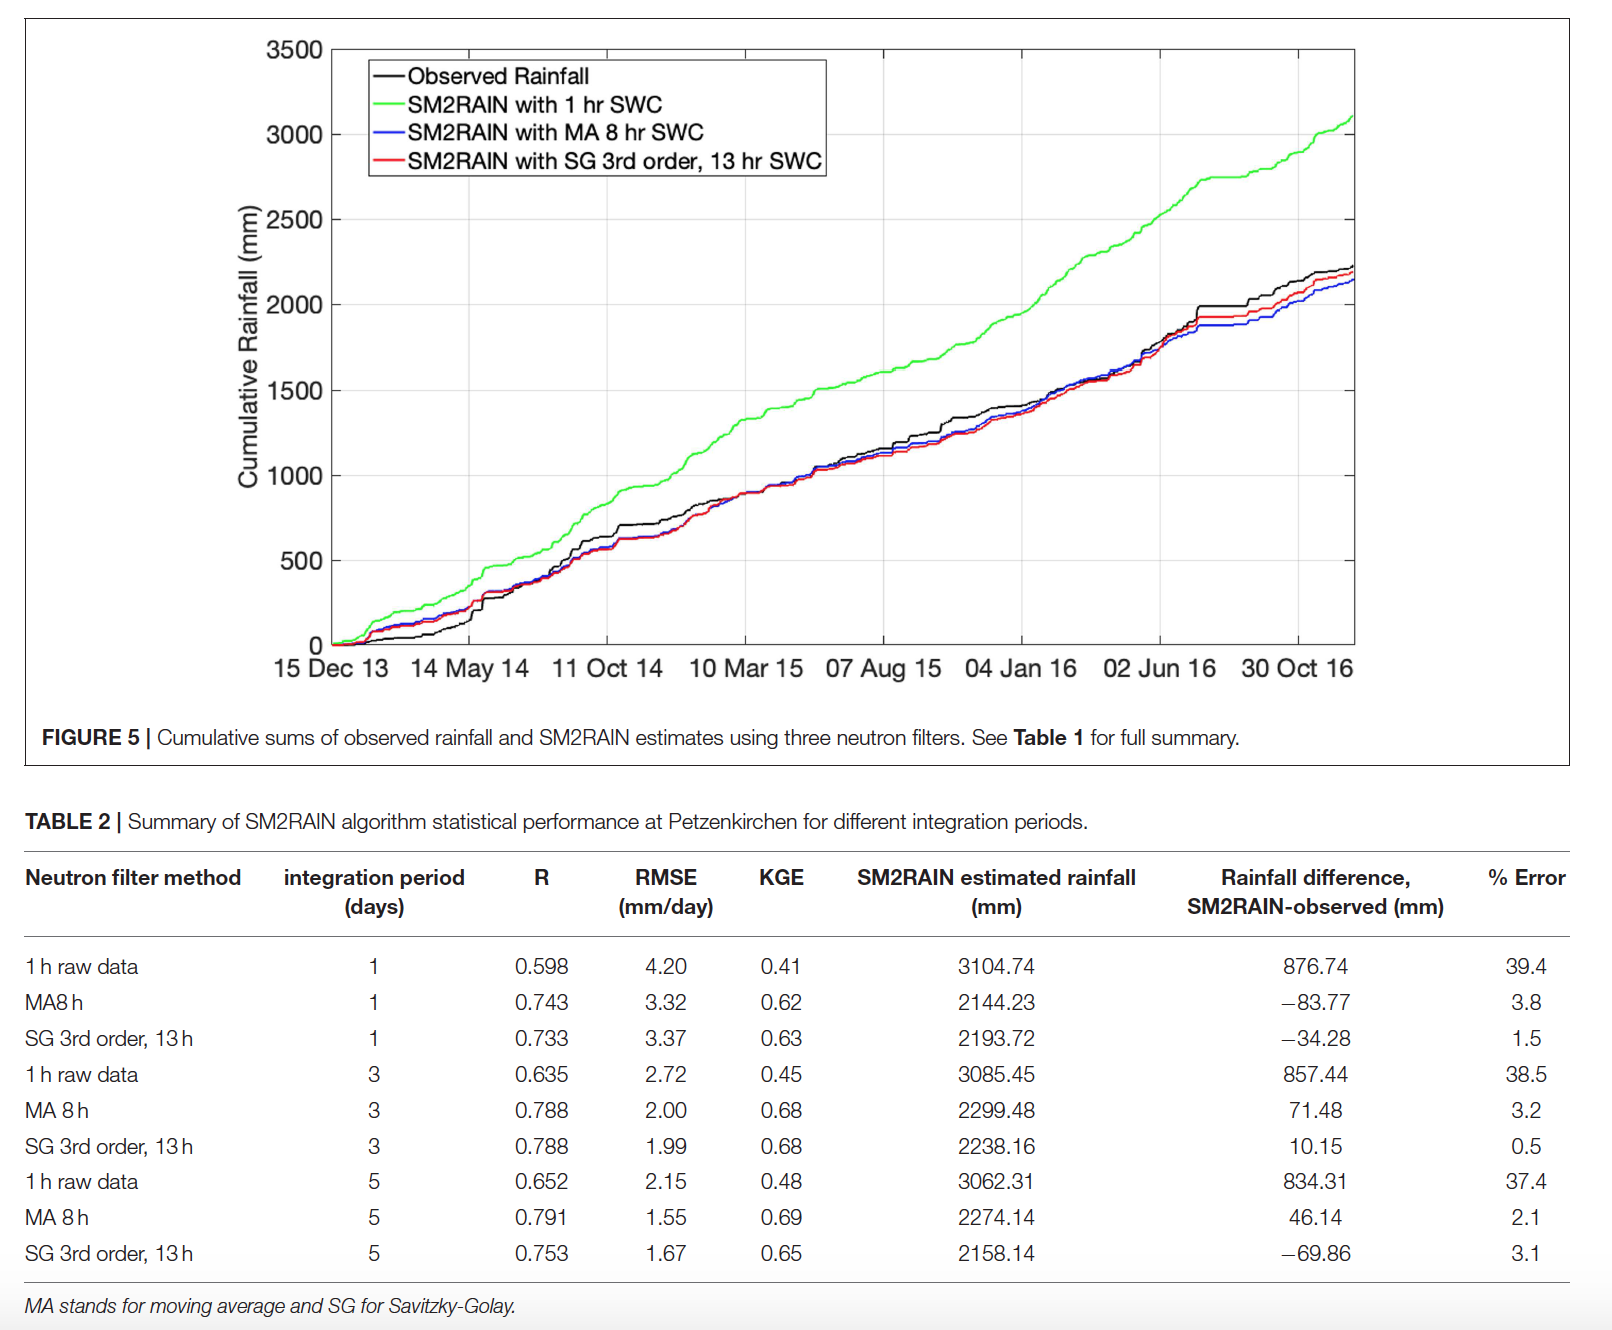 3500
3000
2500
2000
1500
1000
500
0
Cumulative Rainfall (mm)
Observed Rainfall
SM2RAIN with 1 hr SWC
SM2RAIN with MA 8 hr SWC
SM2RAIN with SG 3rd order, 13 hr SWC
15 Dec 13 14 May 14 11 Oct 14 10 Mar 15 07 Aug 15 04 Jan 16 02 Jun 16 30 Oct 16
FIGURE 5 | Cumulative sums of observed rainfall and SM2RAIN estimates using three neutron filters. See Table 1 for full summary.
TABLE 2 | Summary of SM2RAIN algorithm statistical performance at Petzenkirchen for different integration periods.
Neutron filter method integration period R RMSE KGE SM2RAIN estimated rainfall Rainfall difference, % Error
(days) (mm/day) (mm) SM2RAIN-observed (mm)
1 h raw data 1 0.598 4.20 0.41 3104.74 876.74 39.4
MA8 h 1 0.743 3.32 0.62 2144.23 −83.77 3.8
SG 3rd order, 13 h 1 0.733 3.37 0.63 2193.72 −34.28 1.5
1 h raw data 3 0.635 2.72 0.45 3085.45 857.44 38.5
MA 8 h 3 0.788 2.00 0.68 2299.48 71.48 3.2
SG 3rd order, 13 h 3 0.788 1.99 0.68 2238.16 10.15 0.5
1 h raw data 5 0.652 2.15 0.48 3062.31 834.31 37.4
MA 8 h 5 0.791 1.55 0.69 2274.14 46.14 2.1
SG 3rd order, 13 h 5 0.753 1.67 0.65 2158.14 −69.86 3.1
MA stands for moving average and SG for Savitzky-Golay.